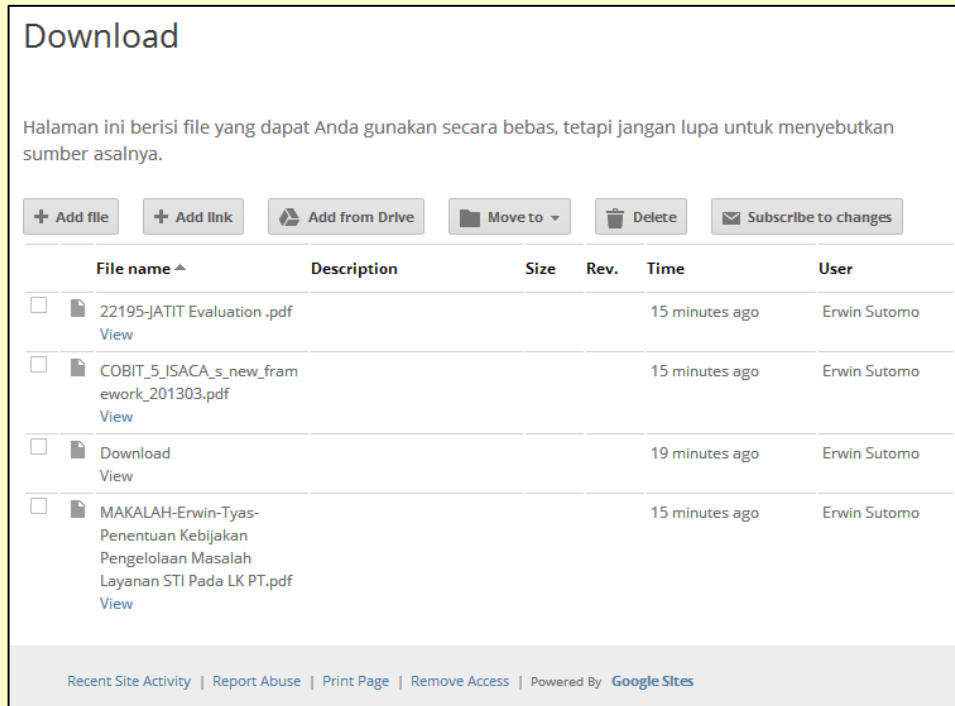 Download
Halaman ini berisi file yang dapat Anda gunakan secara bebas, tetapi jangan lupa untuk menyebutkan
sumber asalnya.
+ Add file + Add link Add from Drive Move to Delete Subscribe to changes
File name Description Size Rev. Time User
22195-JATIT Evaluation .pdf 15 minutes ago Erwin Sutomo
View
COBIT_5_ISACA_s_new_fram 15 minutes ago Erwin Sutomo
ework_201303.pdf
View
Download 19 minutes ago Erwin Sutomo
View
MAKALAH-Erwin-Tyas- 15 minutes ago Erwin Sutomo
Penentuan Kebijakan
Pengelolaan Masalah
Layanan STI Pada LK PT.pdf
View
Recent Site Activity | Report Abuse | Print Page | Remove Access | Powered By Google Sites